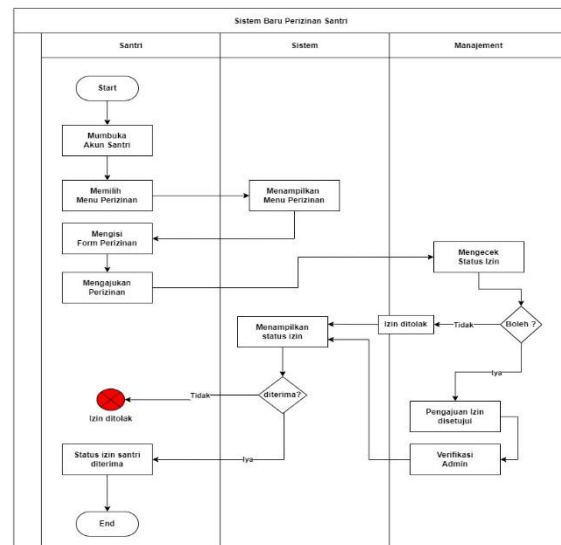 Sistem Baru Perizinan Santri
Santri
Sistem
Manajement
Start
Mumbuka
Akun Santri
Memilih
Menu Perizinan
Menampilkan
Menu Perizinan
Mengisi
Form Perizinan
Mengajukan
Perizinan
Mengecek
Status Izin
Boleh ?
Tidak
Izin ditolak
Menampilkan
status izin
Iya
diterima?
Tidak
Izin ditolak
Pengajuan Izin
disetujui
Verifikasi
Admin
Iya
Status izin santri
diterima
End